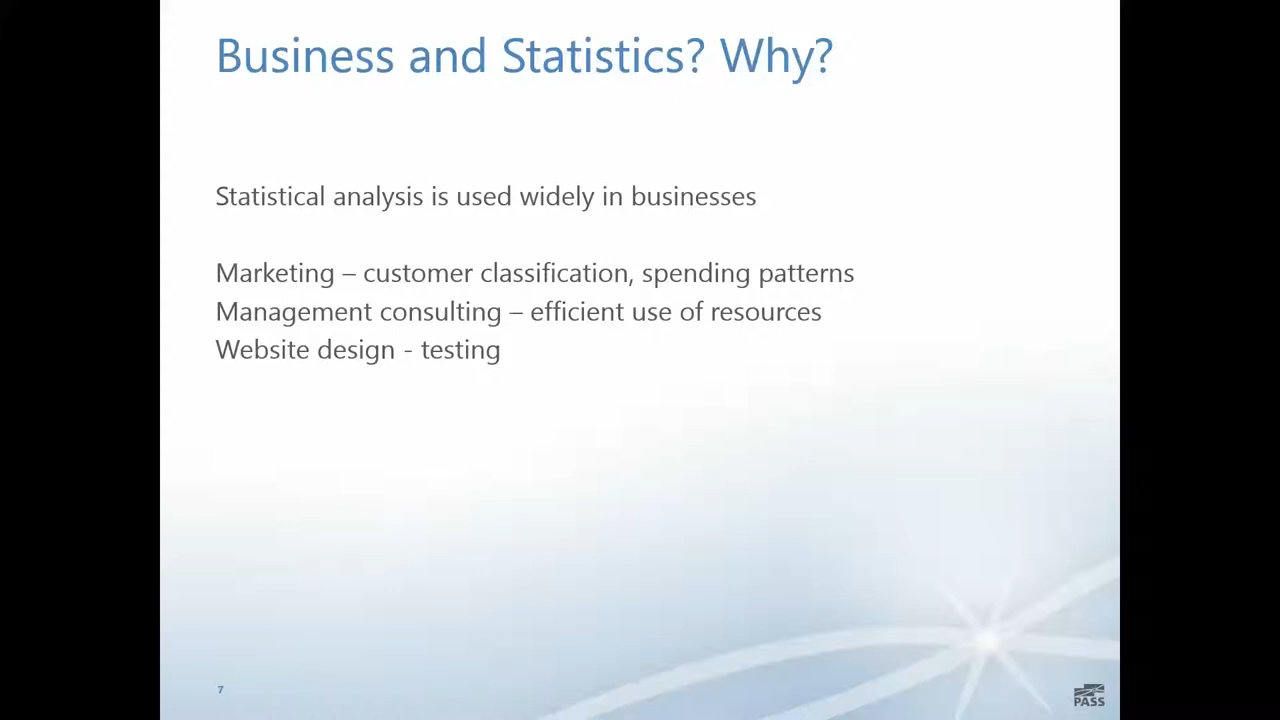 Business and Statistics? Why?
Statistical analysis is used widely in businesses
Marketing – customer classification, spending patterns
Management consulting – efficient use of resources
Website design - testing
7
PASS